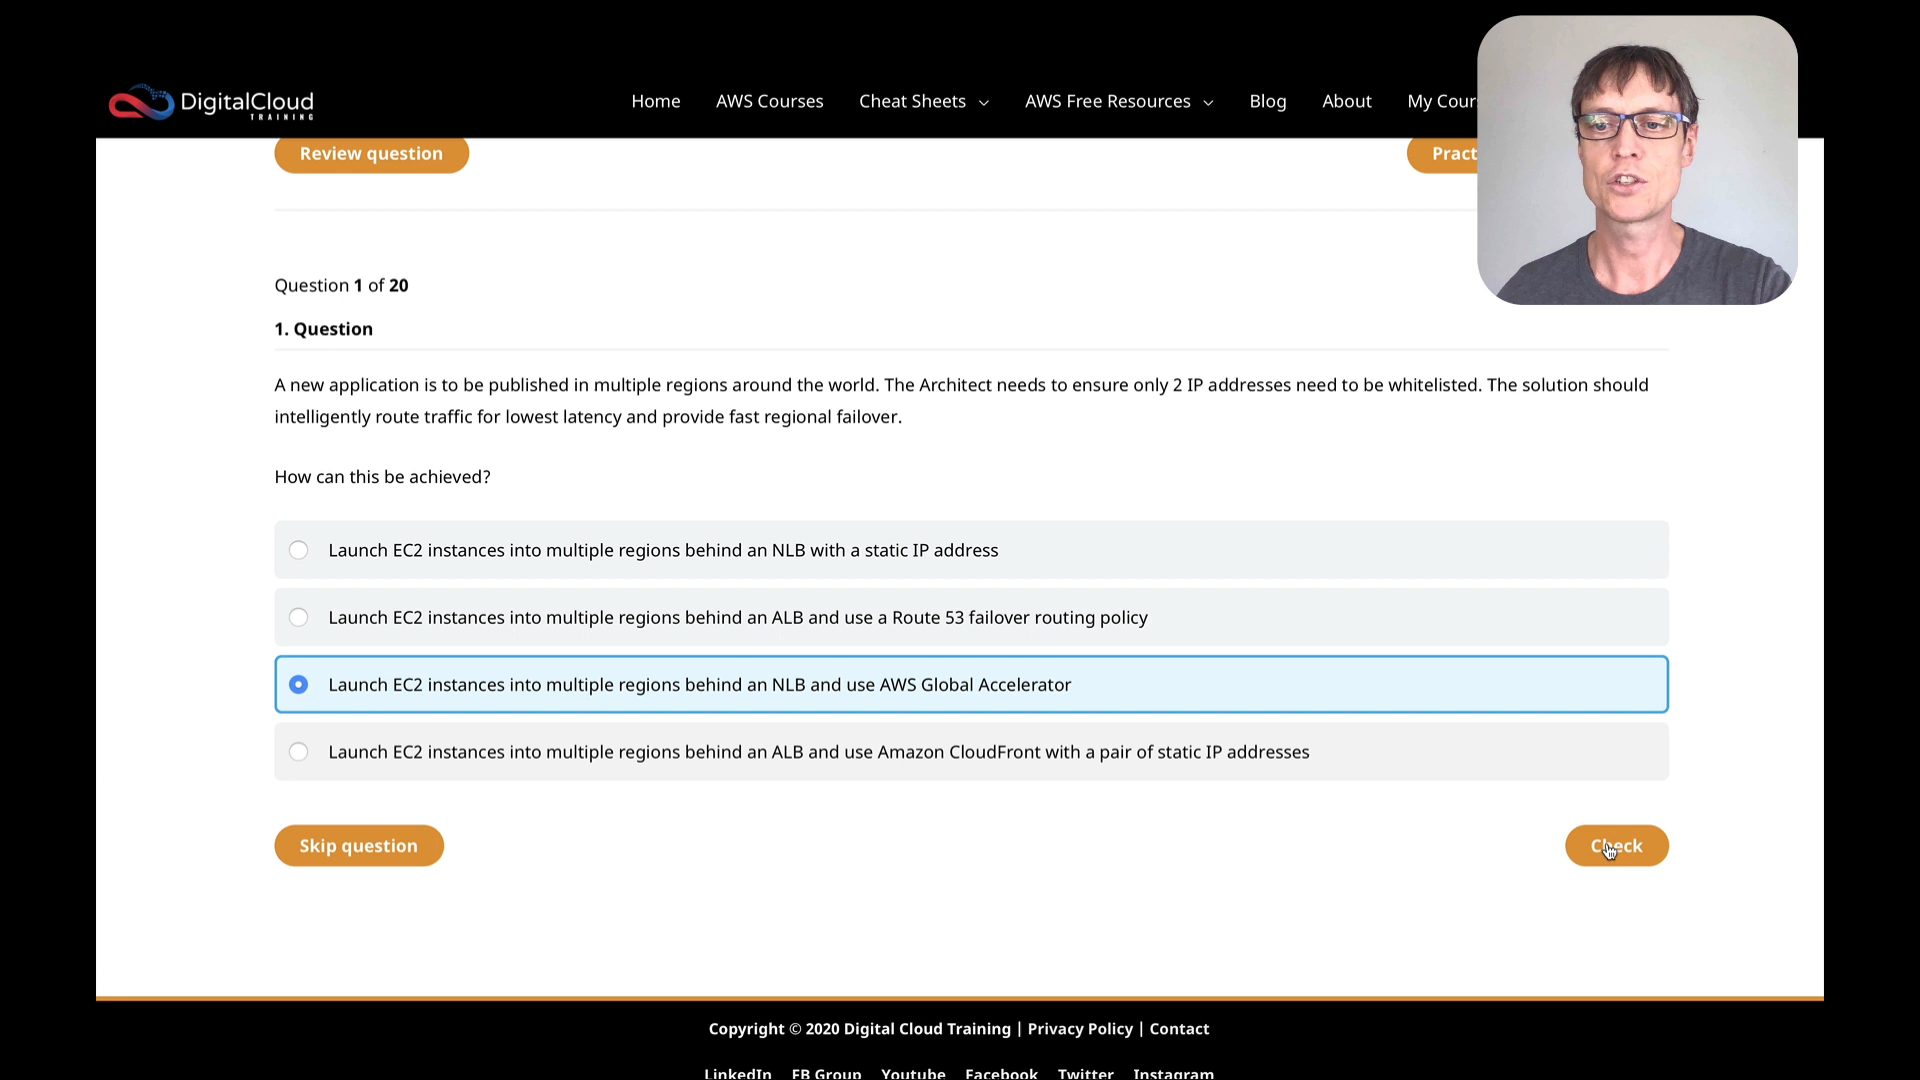 DigitalCloud
TRAINING
Home AWS Courses Cheat Sheets AWS Free Resources Blog About My Cour
Review question
Pract
Question 1 of 20
1. Question
A new application is to be published in multiple regions around the world. The Architect needs to ensure only 2 IP addresses need to be whitelisted. The solution should
intelligently route traffic for lowest latency and provide fast regional failover.
How can this be achieved?
Launch EC2 instances into multiple regions behind an NLB with a static IP address
Launch EC2 instances into multiple regions behind an ALB and use a Route 53 failover routing policy
Launch EC2 instances into multiple regions behind an NLB and use AWS Global Accelerator
Launch EC2 instances into multiple regions behind an ALB and use Amazon CloudFront with a pair of static IP addresses
Skip question
Check
Copyright © 2020 Digital Cloud Training | Privacy Policy | Contact
LinkedIn FB Group Youtube Facebook Twitter Instagram